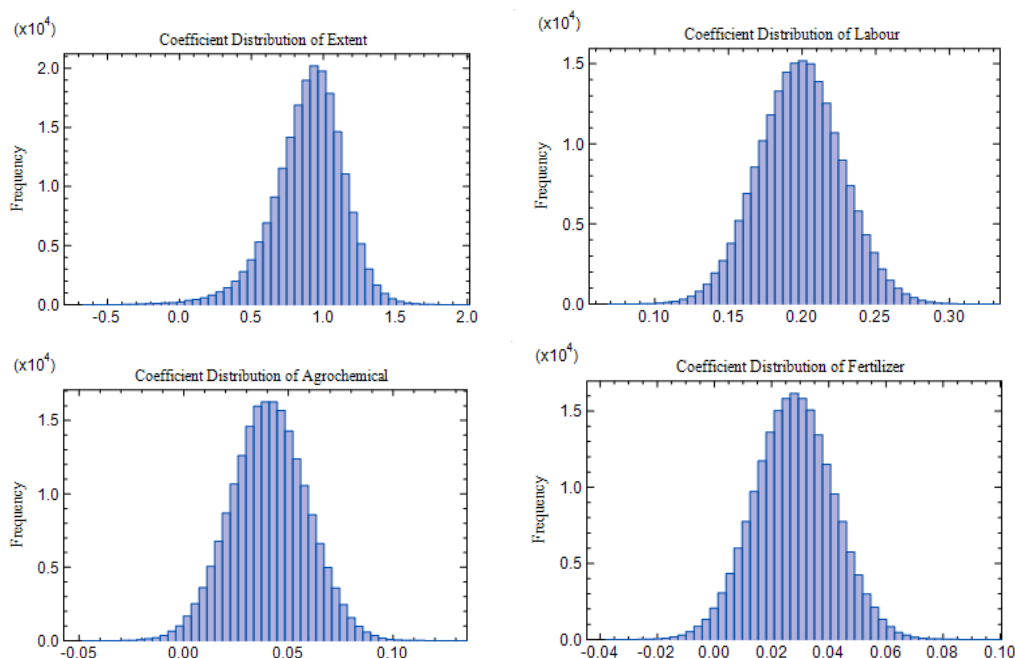 (x10⁴)
Coefficient Distribution of Extent
Frequency
2.0
1.5
1.0
0.5
0.0
-0.5 0.0 0.5 1.0 1.5 2.0
(x10⁴)
Coefficient Distribution of Labour
Frequency
1.5
1.0
0.5
0.0
0.10 0.15 0.20 0.25 0.30
(x10⁴)
Coefficient Distribution of Agrochemical
Frequency
1.5
1.0
0.5
0.0
-0.05 0.00 0.05 0.10
(x10⁴)
Coefficient Distribution of Fertilizer
Frequency
1.5
1.0
0.5
0.0
-0.04 -0.02 0.00 0.02 0.04 0.06 0.08 0.10